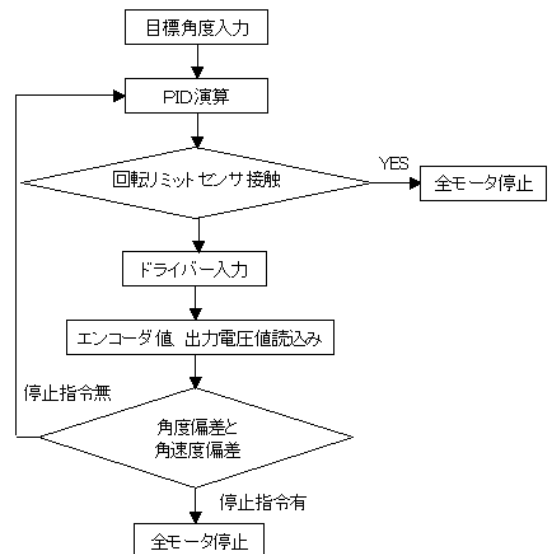 目標角度入力
PID演算
回転リミットセンサ接触
YES
全モータ停止
ドライバー入力
エンコーダ値、出力電圧値読込み
停止指令無
角度偏差と
角速度偏差
停止指令有
全モータ停止